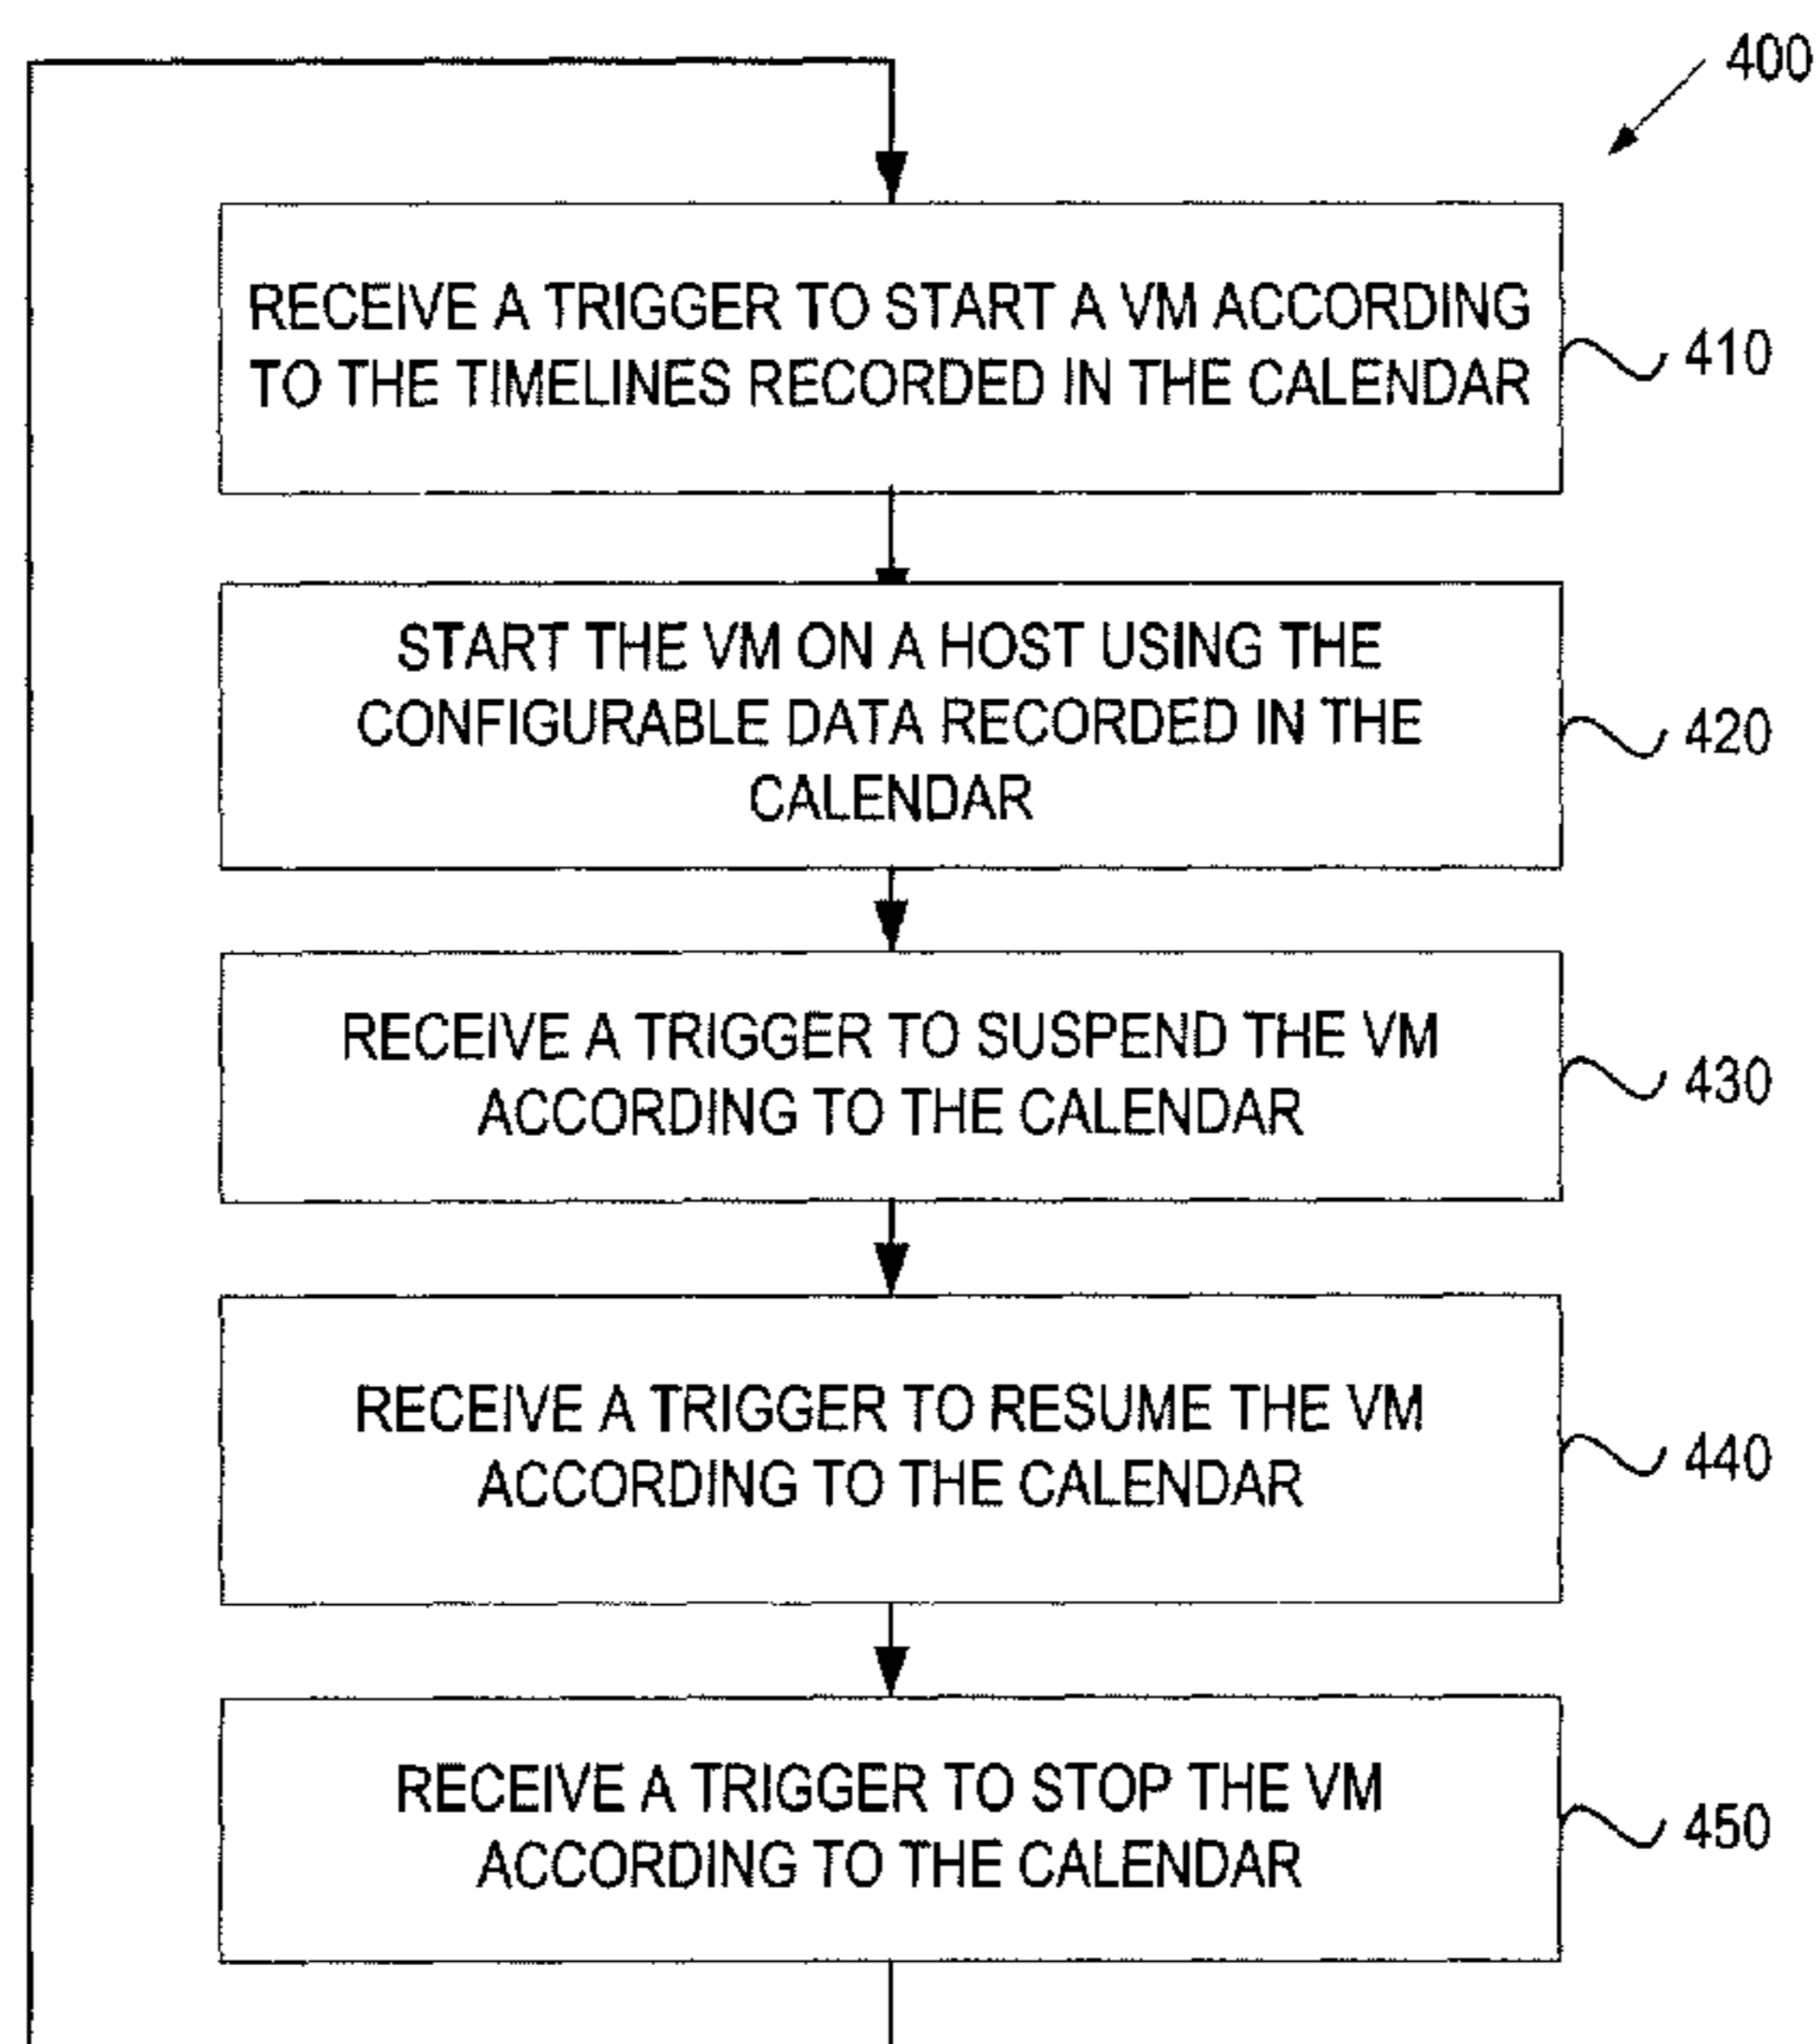 400
RECEIVE A TRIGGER TO START A VM ACCORDING
TO THE TIMELINES RECORDED IN THE CALENDAR
410
START THE VM ON A HOST USING THE
CONFIGURABLE DATA RECORDED IN THE
CALENDAR
420
RECEIVE A TRIGGER TO SUSPEND THE VM
ACCORDING TO THE CALENDAR
430
RECEIVE A TRIGGER TO RESUME THE VM
ACCORDING TO THE CALENDAR
440
RECEIVE A TRIGGER TO STOP THE VM
ACCORDING TO THE CALENDAR
450